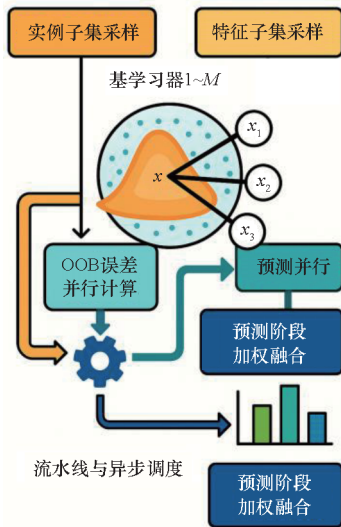 实例子集采样
特征子集采样
基学习器1~M
x₁
x
x₂
x₃
OOB误差
并行计算
预测并行
预测阶段
加权融合
流水线与异步调度
预测阶段
加权融合